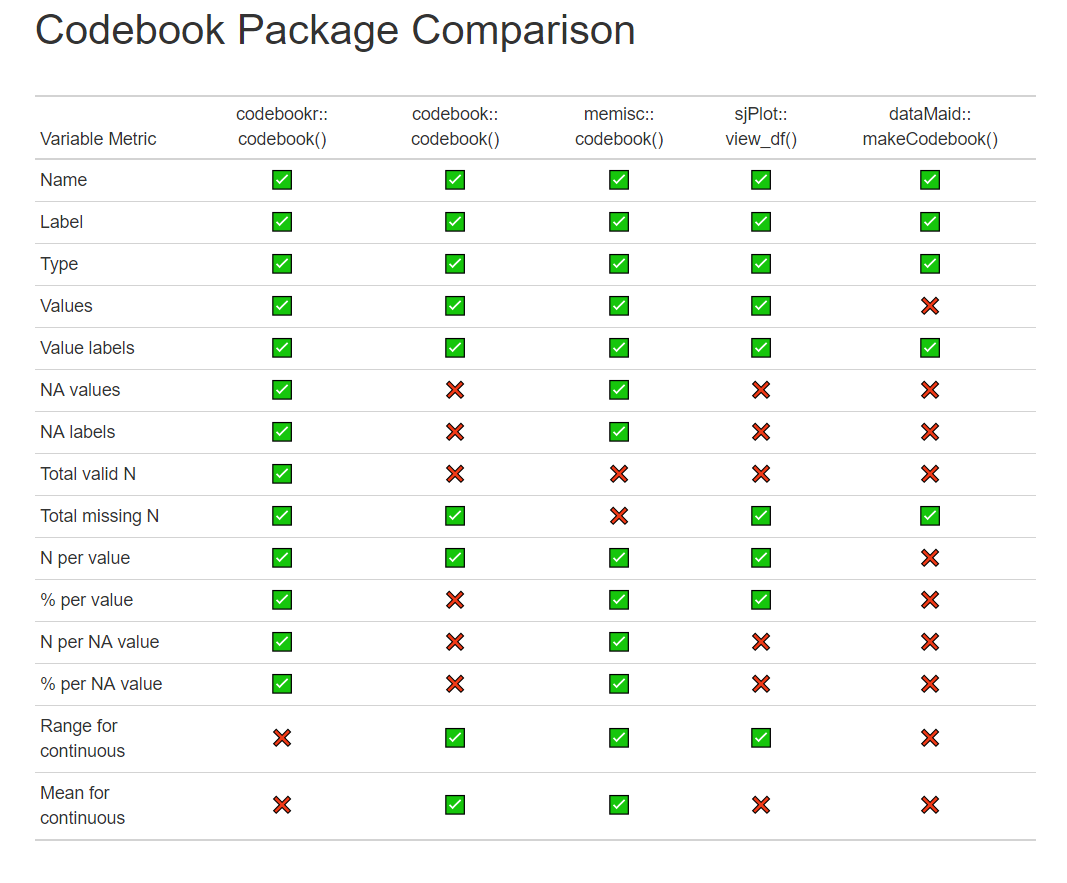 Codebook Package Comparison
codebookr:: codebook:: memisc:: sjPlot:: dataMaid::
Variable Metric codebook() codebook() codebook() view_df() makeCodebook()
Name
Label
Type
Values
Value labels
NA values
NA labels
Total valid N
Total missing N
N per value
% per value
N per NA value
% per NA value
Range for
continuous
Mean for
continuous